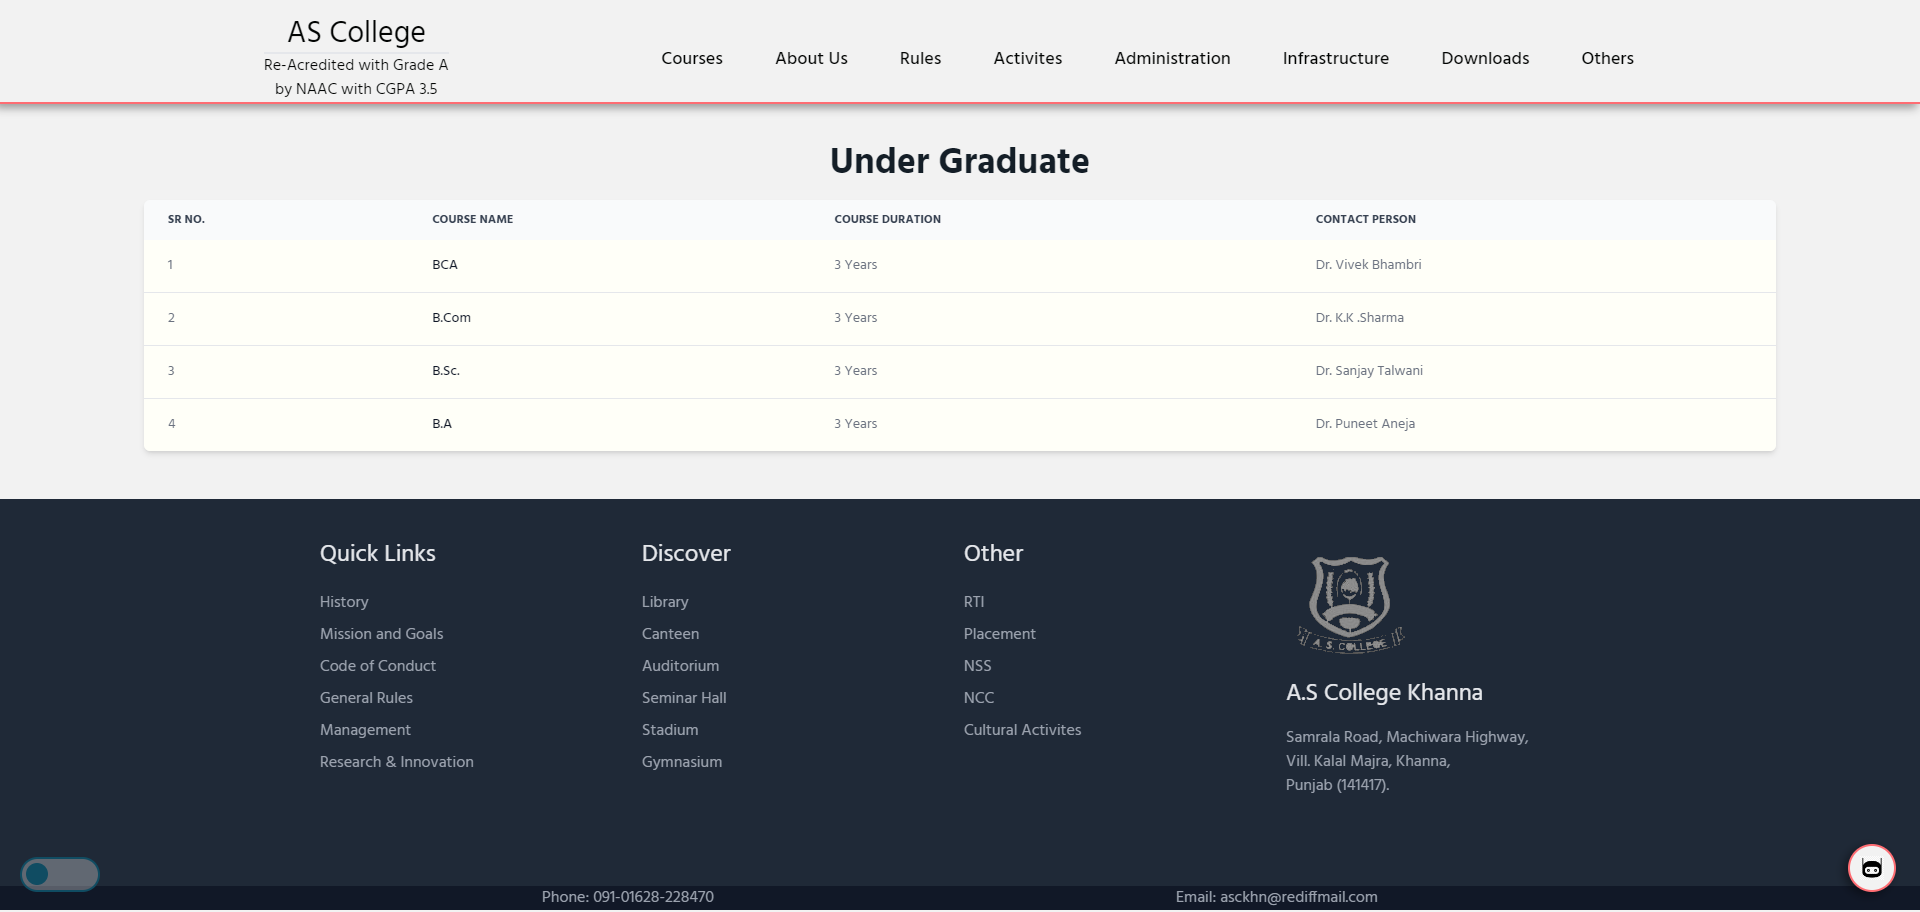 AS College
Re-Acredited with Grade A
by NAAC with CGPA 3.5
Courses About Us Rules Activites Administration Infrastructure Downloads Others
Under Graduate
SR NO. COURSE NAME COURSE DURATION CONTACT PERSON
1 BCA 3 Years Dr. Vivek Bhambri
2 B.Com 3 Years Dr. K.K .Sharma
3 B.Sc. 3 Years Dr. Sanjay Talwani
4 B.A 3 Years Dr. Puneet Aneja
Quick Links
History
Mission and Goals
Code of Conduct
General Rules
Management
Research & Innovation
Discover
Library
Canteen
Auditorium
Seminar Hall
Stadium
Gymnasium
Other
RTI
Placement
NSS
NCC
Cultural Activites
A. S. COLLEGE
A.S College Khanna
Samrala Road, Machiwara Highway,
Vill. Kalal Majra, Khanna,
Punjab (141417).
Phone: 091-01628-228470 Email: asckhn@rediffmail.com